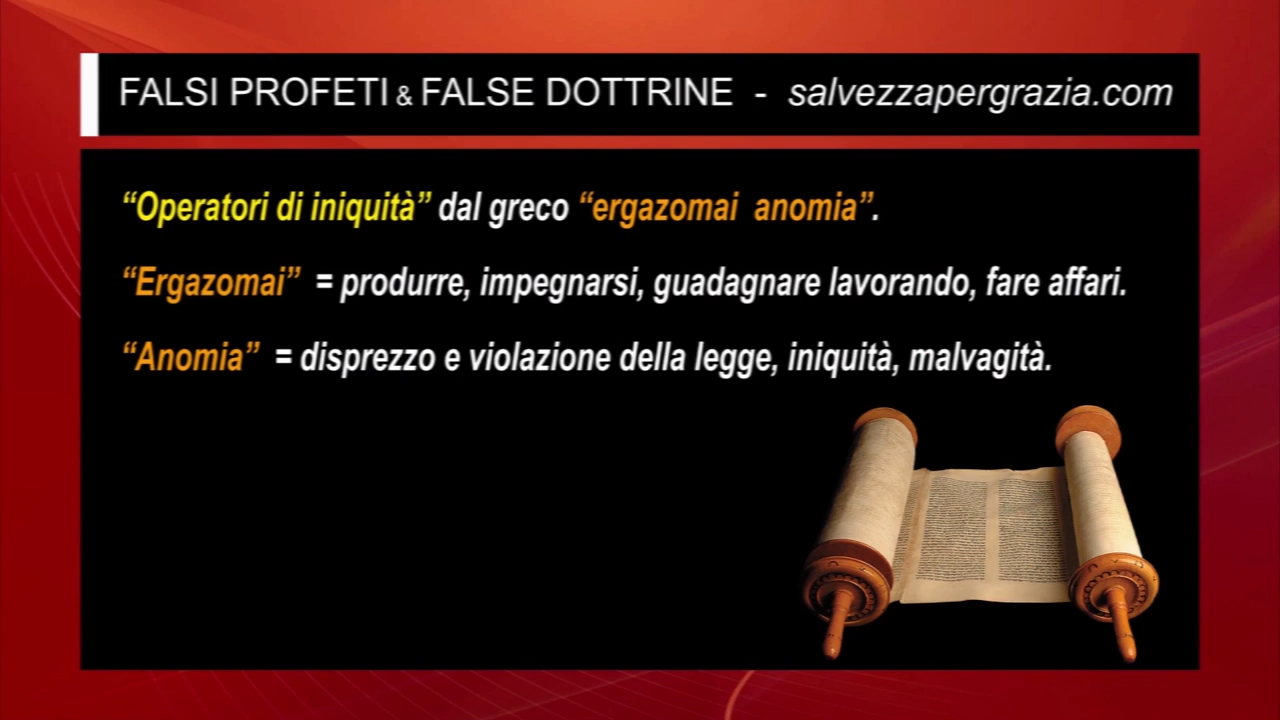 FALSI PROFETI & FALSE DOTTRINE - salvezzapergrazia.com
“Operatori di iniquità” dal greco “ergazomai anomia”.
“Ergazomai” = produrre, impegnarsi, guadagnare lavorando, fare affari.
“Anomia” = disprezzo e violazione della legge, iniquità, malvagità.